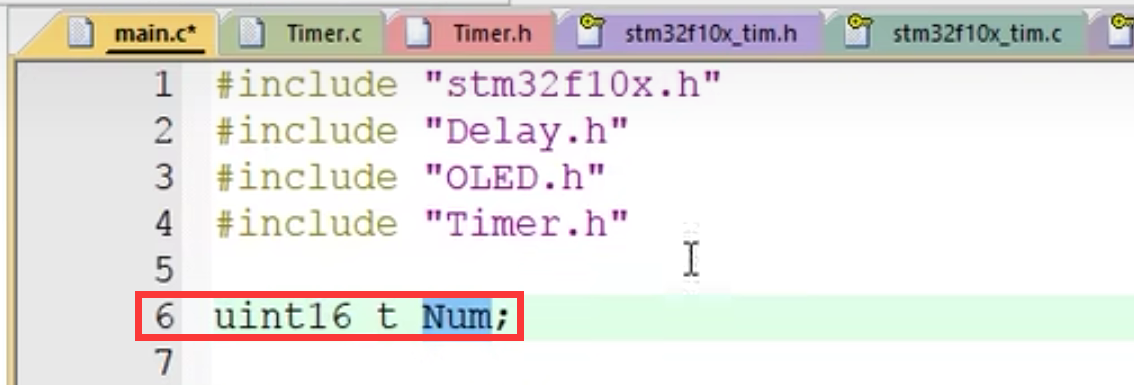 main.c* Timer.c Timer.h stm32f10x_tim.h stm32f10x_tim.c
1 #include "stm32f10x.h"
2 #include "Delay.h"
3 #include "OLED.h"
4 #include "Timer.h"
5
6 uint16_t Num;
7